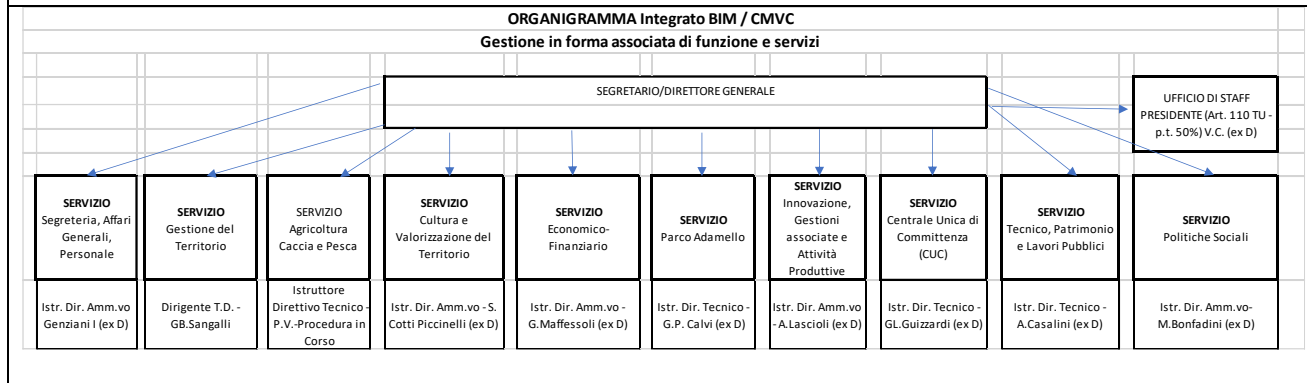 ORGANIGRAMMA Integrato BIM / CMVC
Gestione in forma associata di funzione e servizi
SEGRETARIO/DIRETTORE GENERALE
UFFICIO DI STAFF
PRESIDENTE (Art. 110 TU -
p.t. 50%) V.C. (ex D)
SERVIZIO
Segreteria, Affari
Generali,
Personale
SERVIZIO
Gestione del
Territorio
SERVIZIO
Agricoltura
Caccia e Pesca
SERVIZIO
Cultura e
Valorizzazione del
Territorio
SERVIZIO
Economico-
Finanziario
SERVIZIO
Parco Adamello
SERVIZIO
Innovazione,
Gestioni
associate e
Attività
Produttive
SERVIZIO
Centrale Unica di
Committenza
(CUC)
SERVIZIO
Tecnico, Patrimonio
e Lavori Pubblici
SERVIZIO
Politiche Sociali
Istr. Dir. Amm.vo
Genziani I (ex D)
Dirigente T.D. -
GB.Sangalli
Istruttore
Direttivo Tecnico -
P.V.-Procedura in
Corso
Istr. Dir. Amm.vo - S.
Cotti Piccinelli (ex D)
Istr. Dir. Amm.vo -
G.Maffessoli (ex D)
Istr. Dir. Tecnico -
G.P. Calvi (ex D)
Istr. Dir. Amm.vo
- A.Lascioli (ex D)
Istr. Dir. Tecnico -
GL.Guizzardi (ex D)
Istr. Dir. Tecnico -
A.Casalini (ex D)
Istr. Dir. Amm.vo-
M.Bonfadini (ex D)